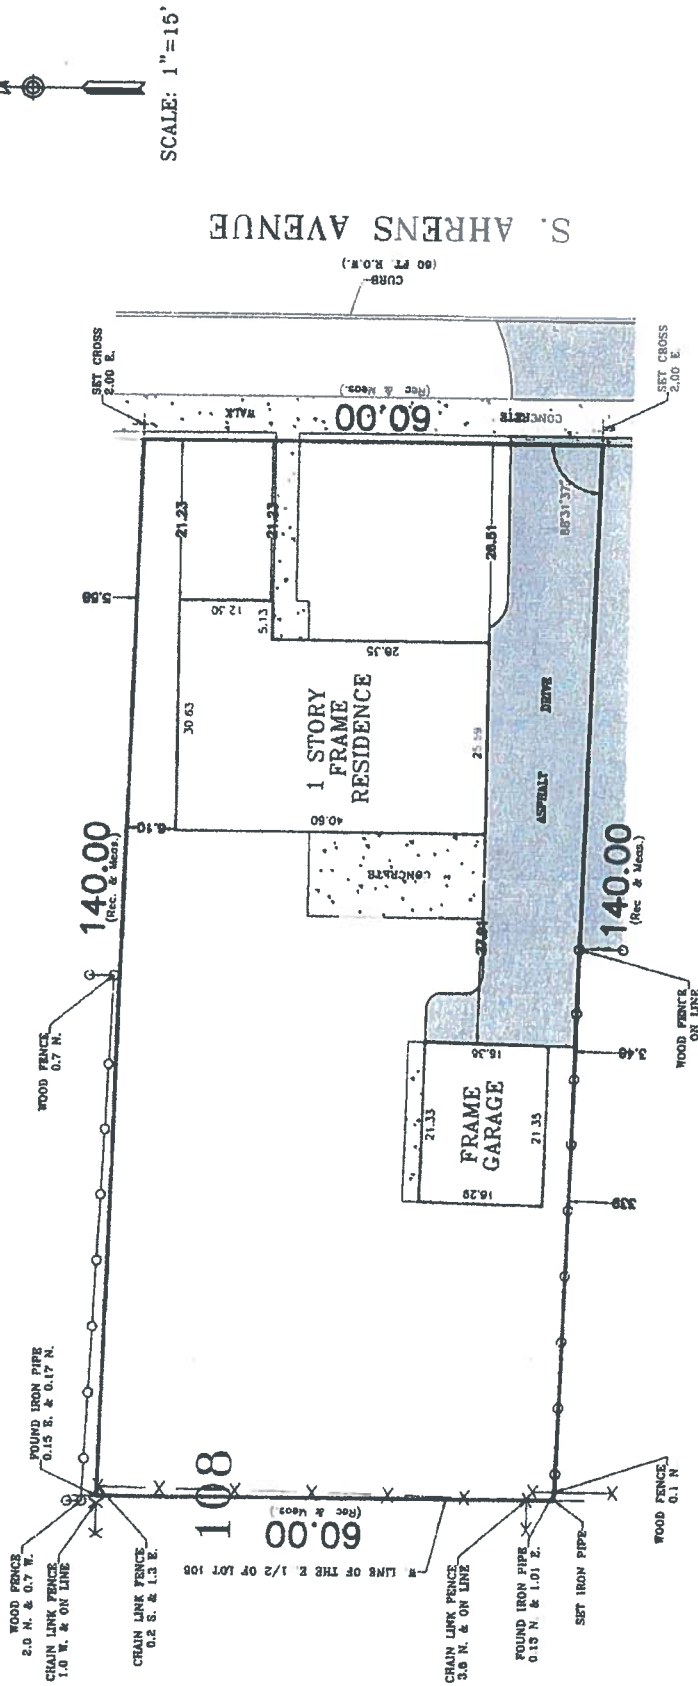 SCALE: 1"=15'
S. AHRENS AVENUE
(60 FT. R.O.W.)
CURB
SET CROSS
2.00 E.
SET CROSS
2.00 E.
WALK
60.00
(Rec & Meas.)
CONCRETE
88°31'37"
21.23
21.23
5.58
12.30
5.13
26.51
28.35
30.63
1 STORY
FRAME
RESIDENCE
25.59
ASPHALT DRIVE
40.60
6.10
140.00
(Rec. & Meas.)
140.00
(Rec & Meas.)
CONCRETE
27.91
WOOD FENCE
0.7 N.
WOOD FENCE
ON LINE
16.36
3.40
21.33
FRAME
GARAGE
21.35
16.29
FOUND IRON PIPE
0.15 E. & 0.17 N.
WOOD FENCE
2.0 N. & 0.7 W.
CHAIN LINK FENCE
1.0 W. & ON LINE
CHAIN LINK FENCE
0.2 S. & 1.3 E.
108
60.00
(Rec & Meas.)
W. LINE OF THE E. 1/2 OF LOT 108
CHAIN LINK FENCE
3.6 N. & ON LINE
FOUND IRON PIPE
0.13 N. & 1.01 E.
SET IRON PIPE
WOOD FENCE
0.1 N